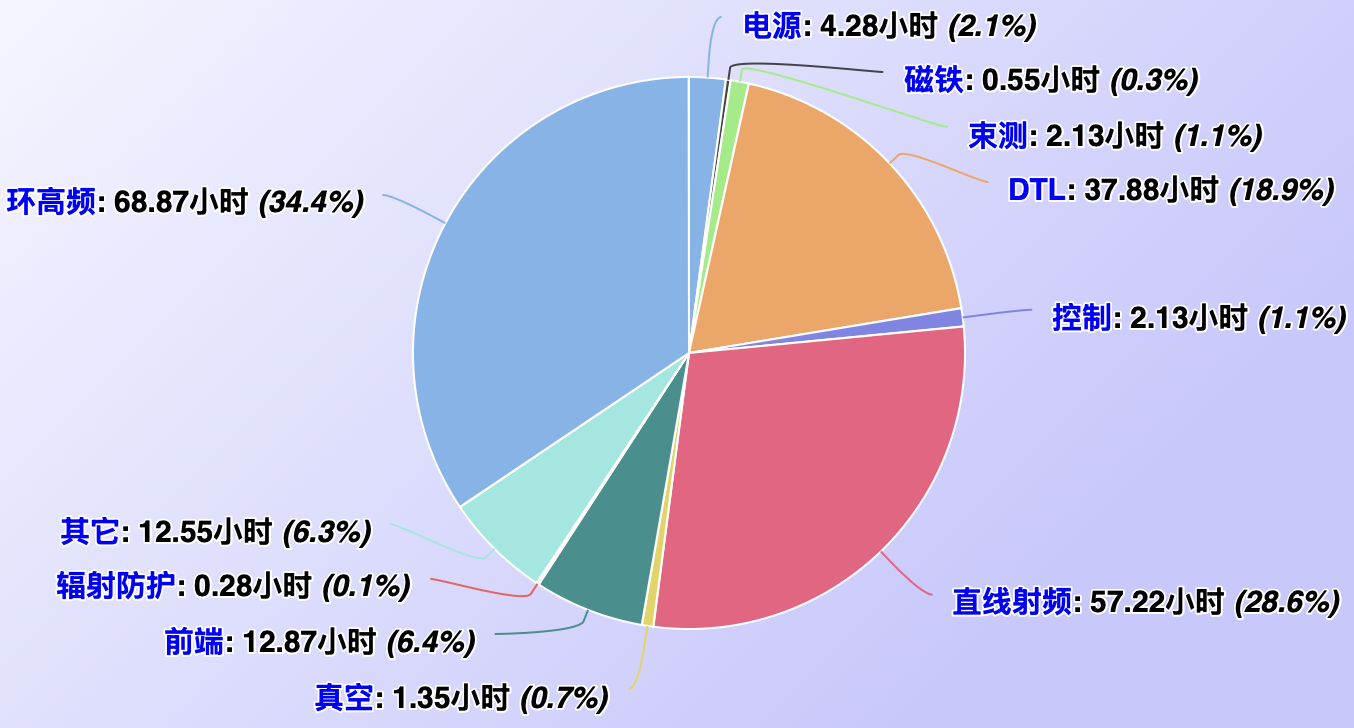 电源: 4.28小时 (2.1%)
磁铁: 0.55小时 (0.3%)
束测: 2.13小时 (1.1%)
DTL: 37.88小时 (18.9%)
环高频: 68.87小时 (34.4%)
控制: 2.13小时 (1.1%)
其它: 12.55小时 (6.3%)
辐射防护: 0.28小时 (0.1%)
直线射频: 57.22小时 (28.6%)
前端: 12.87小时 (6.4%)
真空: 1.35小时 (0.7%)